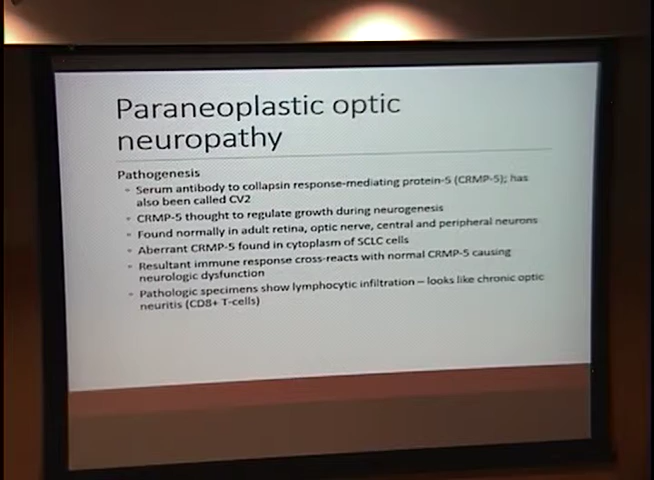 Paraneoplastic optic
neuropathy
Pathogenesis
Serum antibody to collapsin response-mediating protein-5 (CRMP-5); has
also been called CV2
CRMP-5 thought to regulate growth during neurogenesis
Found normally in adult retina, optic nerve, central and peripheral neurons
Aberrant CRMP-5 found in cytoplasm of SCLC cells
Resultant immune response cross-reacts with normal CRMP-5 causing
neurologic dysfunction
Pathologic specimens show lymphocytic infiltration – looks like chronic optic
neuritis (CD8+ T-cells)